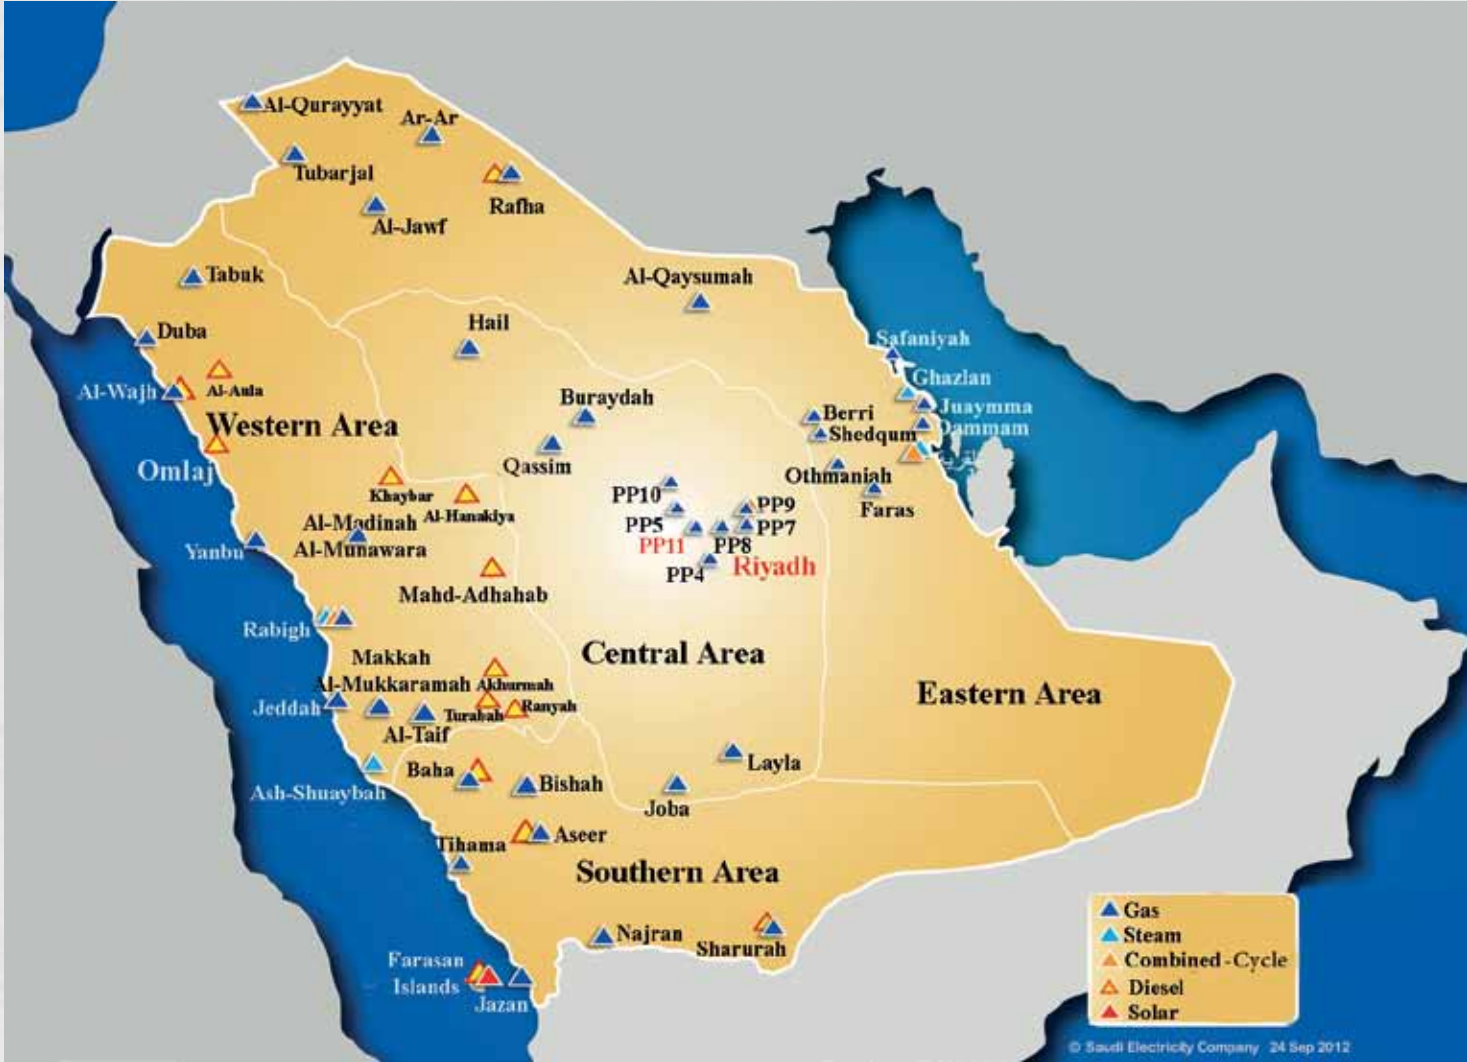 Al-Qurayyat
Ar-Ar
Tubarjal
Rafha
Al-Jawf
Tabuk
Al-Qaysumah
Duba
Hail
Safaniyah
Ghazlan
Al-Wajh
Al-Aula
Buraydah
Juaymma
Berri
Dammam
Western Area
Shedqum
Omlaj
Qassim
Othmaniah
Khaybar
PP10
Al-Hanakiya
PP9
Faras
Al-Madinah
Al-Munawara
PP5
PP7
Yanbu
PP11
PP8
PP4
Riyadh
Mahd-Adhahab
Rabigh
Makkah
Al-Mukkaramah
Central Area
Akhurmah
Eastern Area
Jeddah
Turabah
Ranyah
Al-Taif
Layla
Baha
Bishah
Ash-Shuaybah
Joba
Tihama
Aseer
Southern Area
Najran
Sharurah
Farasan
Islands
Jazan
Gas
Steam
Combined-Cycle
Diesel
Solar
© Saudi Electricity Company 24 Sep 2012